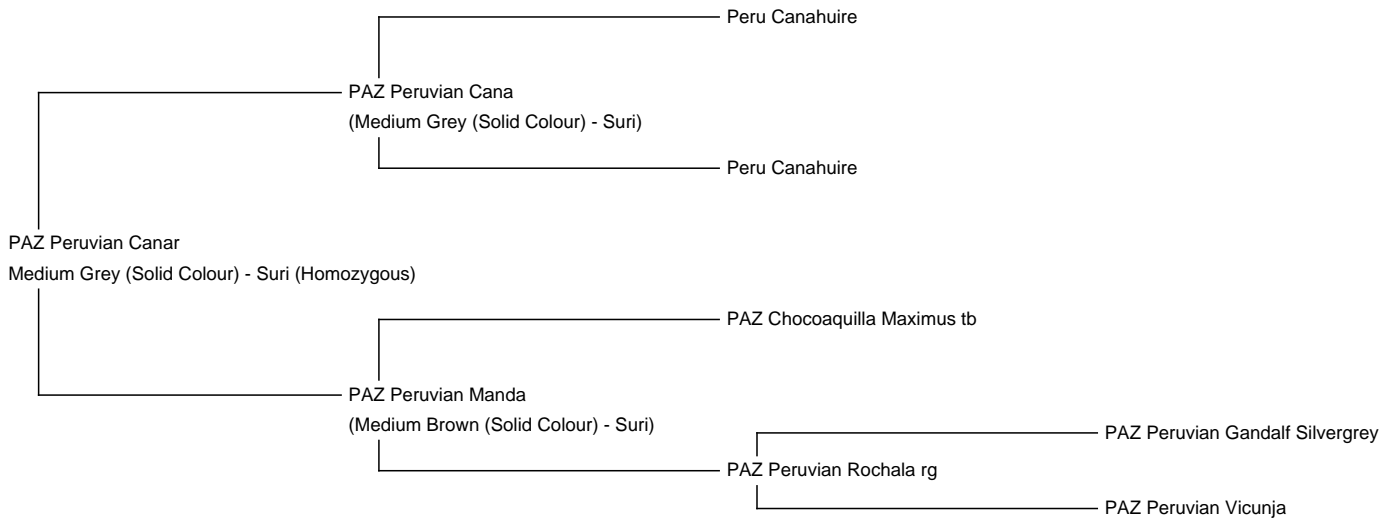 Peru Canahuire
PAZ Peruvian Cana
(Medium Grey (Solid Colour) - Suri)
Peru Canahuire
PAZ Peruvian Canar
Medium Grey (Solid Colour) - Suri (Homozygous)
PAZ Chocoaquilla Maximus tb
PAZ Peruvian Manda
(Medium Brown (Solid Colour) - Suri)
PAZ Peruvian Gandalf Silvergrey
PAZ Peruvian Rochala rg
PAZ Peruvian Vicunja